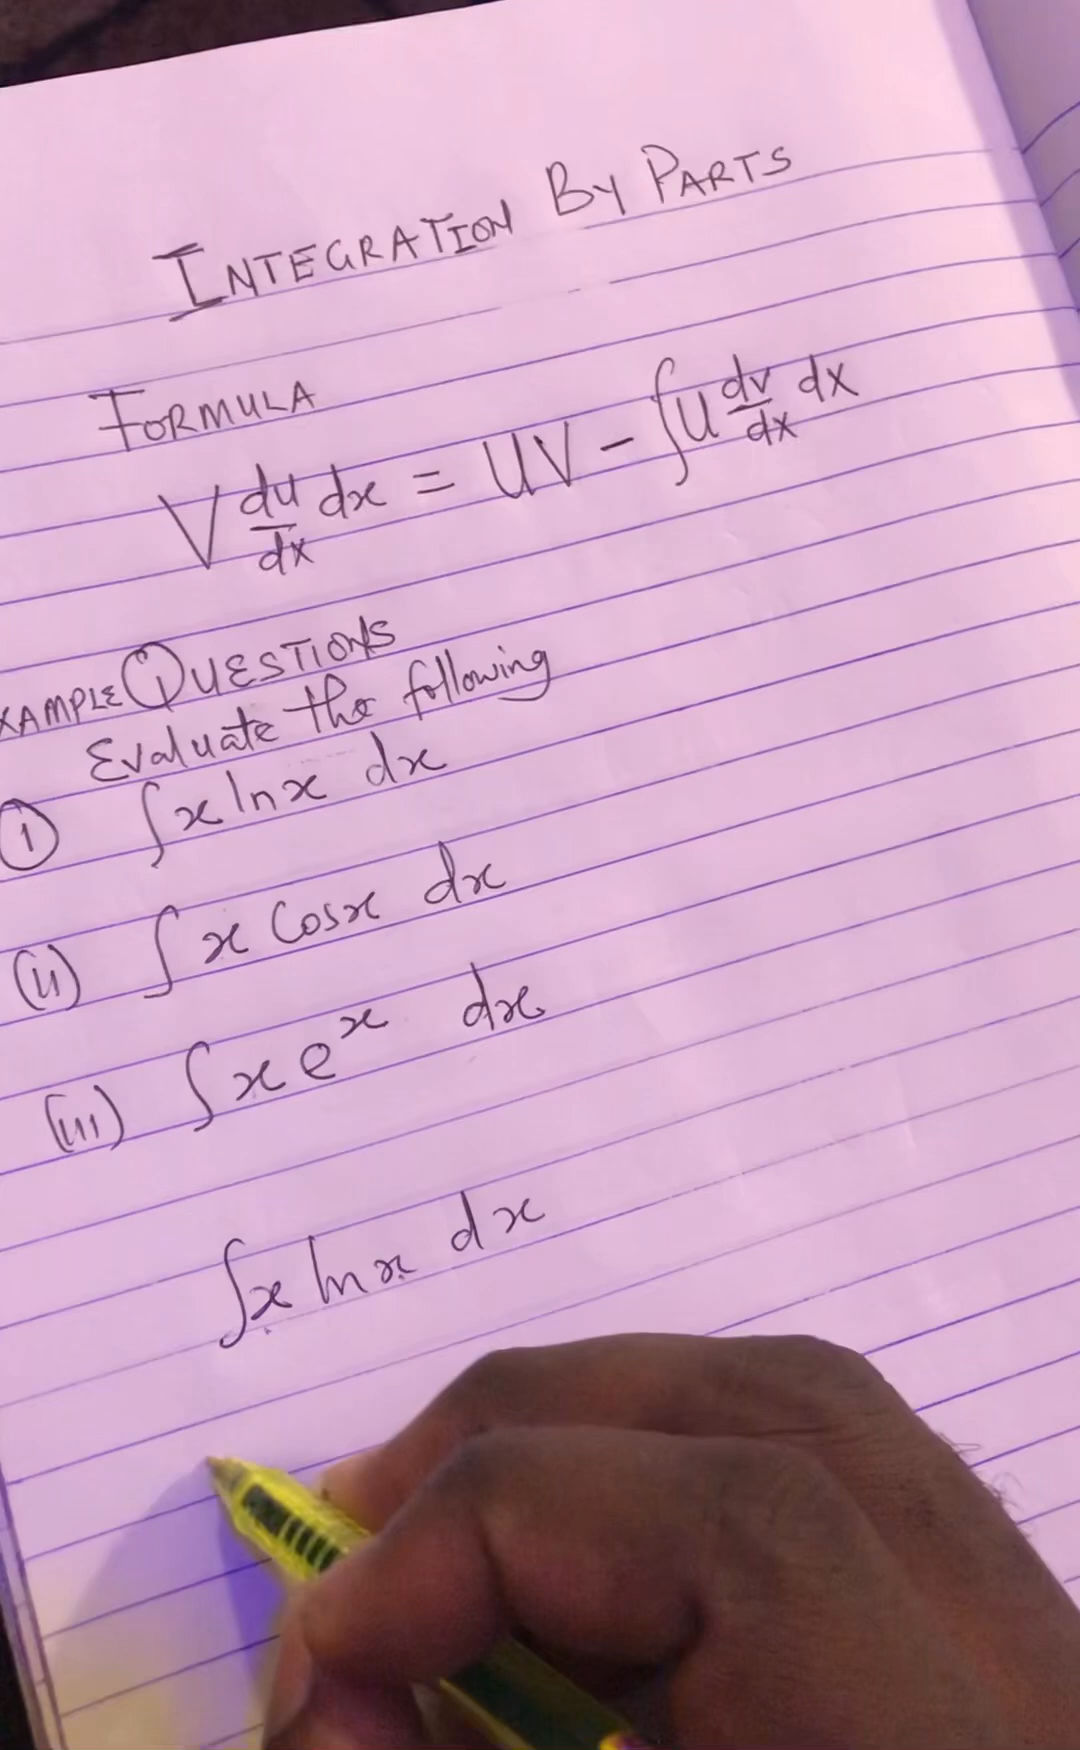 INTEGRATION BY PARTS
FORMULA
V du/dx dx = UV - ∫U dv/dx dx
XAMPLE QUESTIONS
Evaluate the following
(1) ∫x lnx dx
(ii) ∫x Cosx dx
(iii) ∫x e^x dx
∫x ln x dx